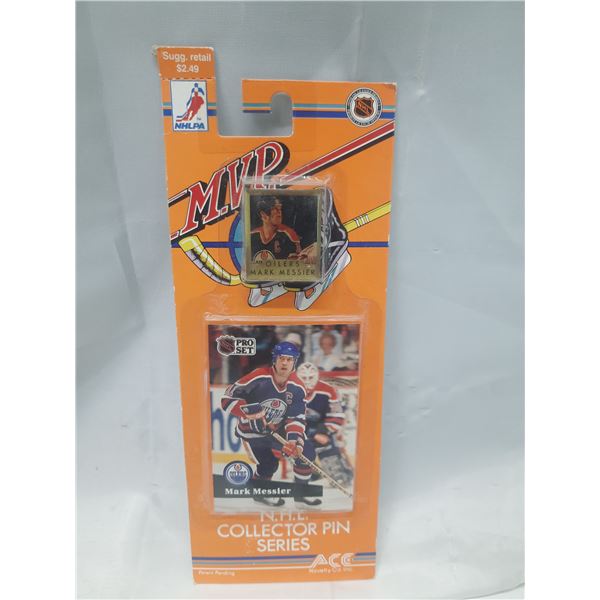 Sugg. retail
$2.49
NHLPA
M.V.P.
OILERS
MARK MESSIER
PRO
SET
OILERS
Mark Messier
N.H.L.
COLLECTOR PIN
SERIES
Patent Pending
ACE
Novelty Co. Inc.